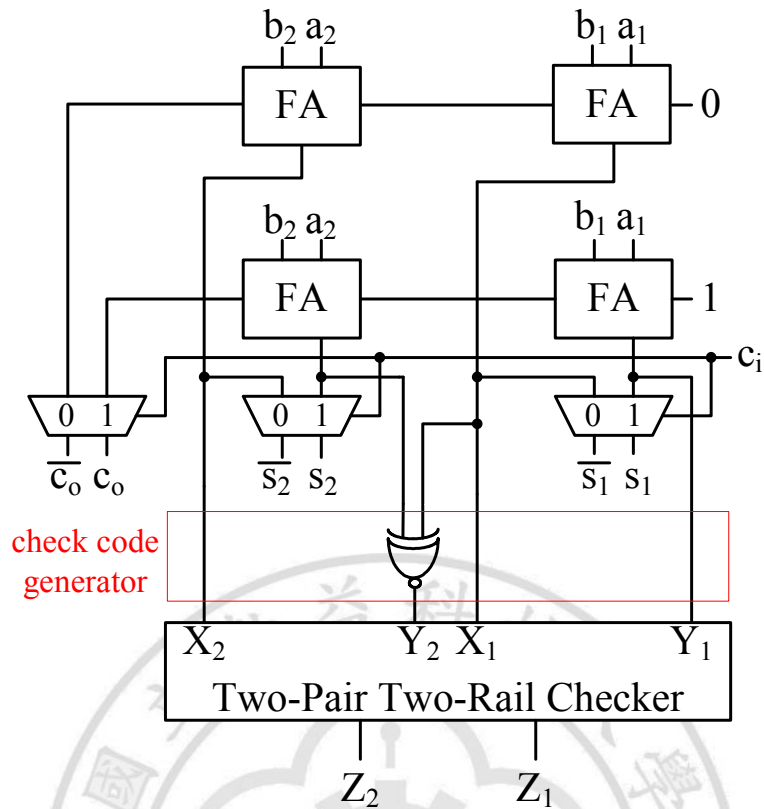 b₂ a₂ b₁ a₁
FA FA 0
b₂ a₂ b₁ a₁
FA FA 1
cᵢ
0 1 0 1 0 1
c̅ₒ cₒ s̅₂ s₂ s̅₁ s₁
check code
generator
X₂ Y₂ X₁ Y₁
Two-Pair Two-Rail Checker
Z₂ Z₁